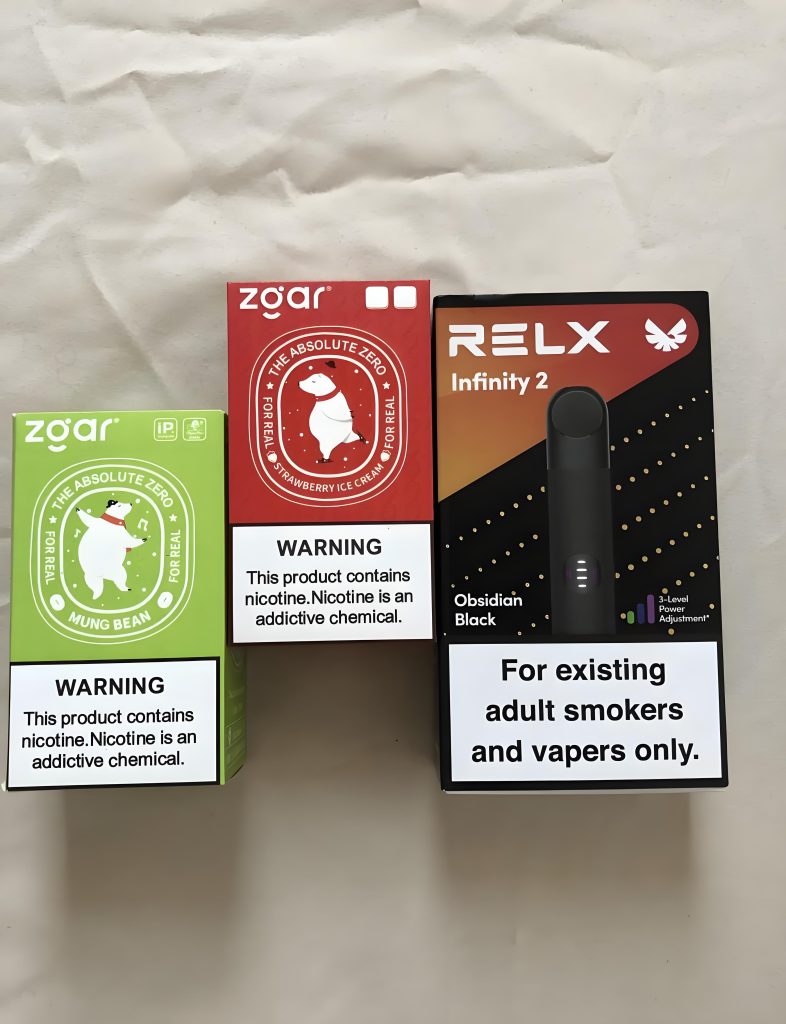 zgar®
THE ABSOLUTE ZERO
FOR REAL
FOR REAL
STRAWBERRY ICE CREAM
WARNING
This product contains
nicotine.Nicotine is an
addictive chemical.
RELX
Infinity 2
Obsidian
Black
3-Level
Power
Adjustment*
For existing
adult smokers
and vapers only.
zgar®
iP
THE ABSOLUTE ZERO
FOR REAL
FOR REAL
MUNG BEAN
WARNING
This product contains
nicotine.Nicotine is an
addictive chemical.